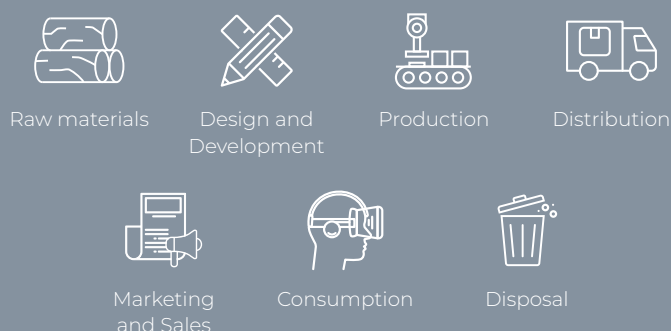 Raw materials
Design and
Development
Production
Distribution
Marketing
and Sales
Consumption
Disposal